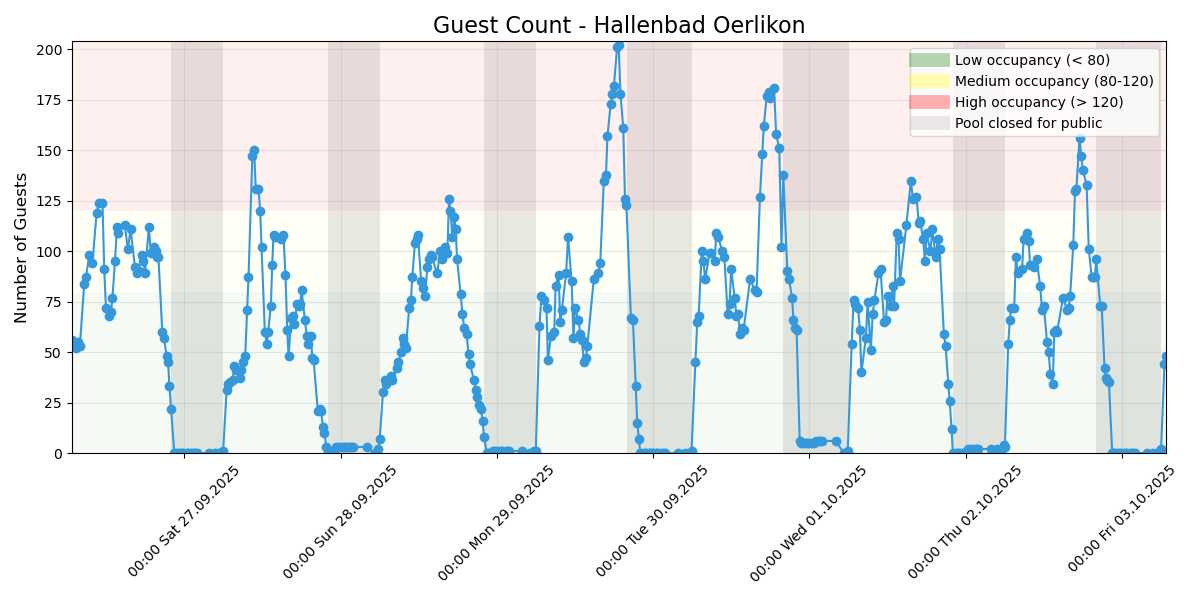 Guest Count - Hallenbad Oerlikon
Number of Guests
200
175
150
125
100
75
50
25
0
Low occupancy (< 80)
Medium occupancy (80-120)
High occupancy (> 120)
Pool closed for public
00:00 Sat 27.09.2025
00:00 Sun 28.09.2025
00:00 Mon 29.09.2025
00:00 Tue 30.09.2025
00:00 Wed 01.10.2025
00:00 Thu 02.10.2025
00:00 Fri 03.10.2025